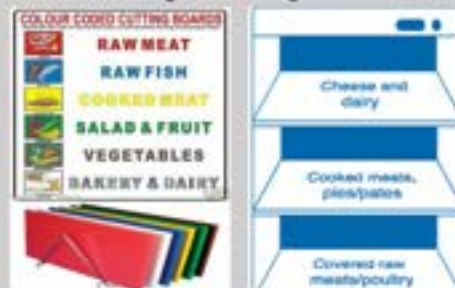 COLOUR CODED CUTTING BOARDS
RAW MEAT
RAW FISH
COOKED MEAT
SALAD & FRUIT
VEGETABLES
BAKERY & DAIRY
Cheese and
dairy
Cooked meats,
pies/pates
Covered raw
meats/poultry